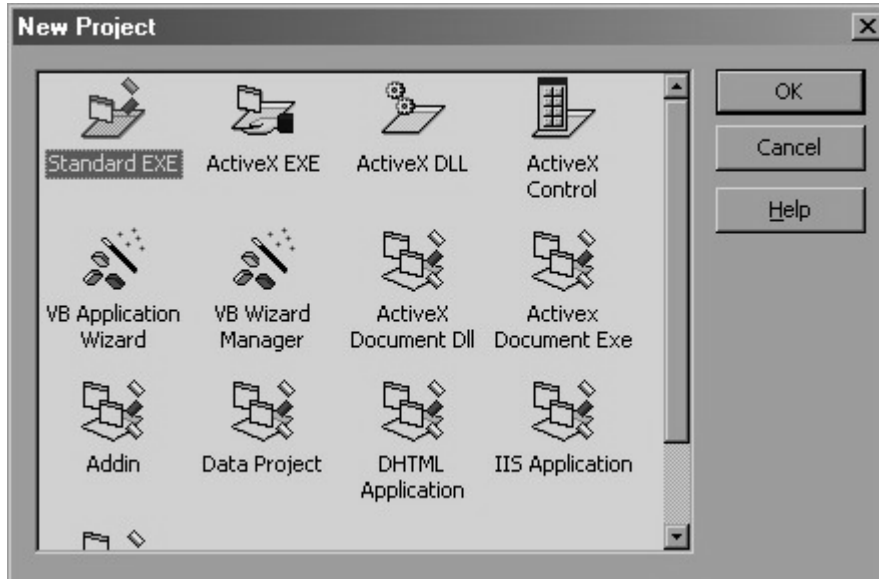 New Project
Standard EXE
ActiveX EXE
ActiveX DLL
ActiveX
Control
VB Application
Wizard
VB Wizard
Manager
ActiveX
Document Dll
Activex
Document Exe
Addin
Data Project
DHTML
Application
IIS Application
OK
Cancel
Help